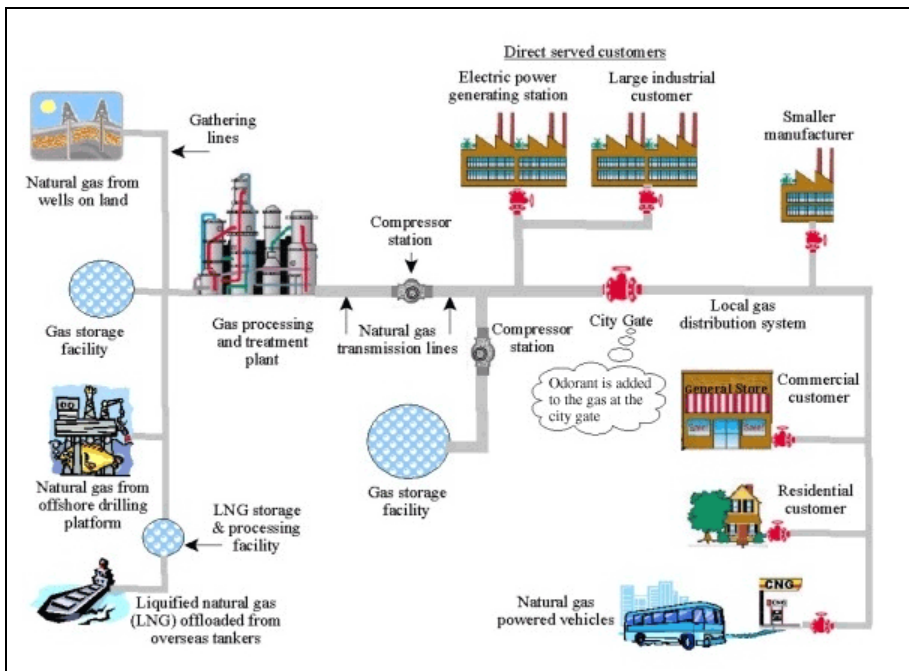 Direct served customers
Electric power
generating station
Large industrial
customer
Smaller
manufacturer
Gathering
lines
Natural gas from
wells on land
Compressor
station
Gas storage
facility
Gas processing
and treatment
plant
Natural gas
transmission lines
Compressor
station
City Gate
Local gas
distribution system
Odorant is added
to the gas at the
city gate
General Store
Sale!
Sale!
Commercial
customer
Gas storage
facility
Natural gas from
offshore drilling
platform
LNG storage
& processing
facility
Residential
customer
Liquified natural gas
(LNG) offloaded from
overseas tankers
Natural gas
powered vehicles
CNG
CNG